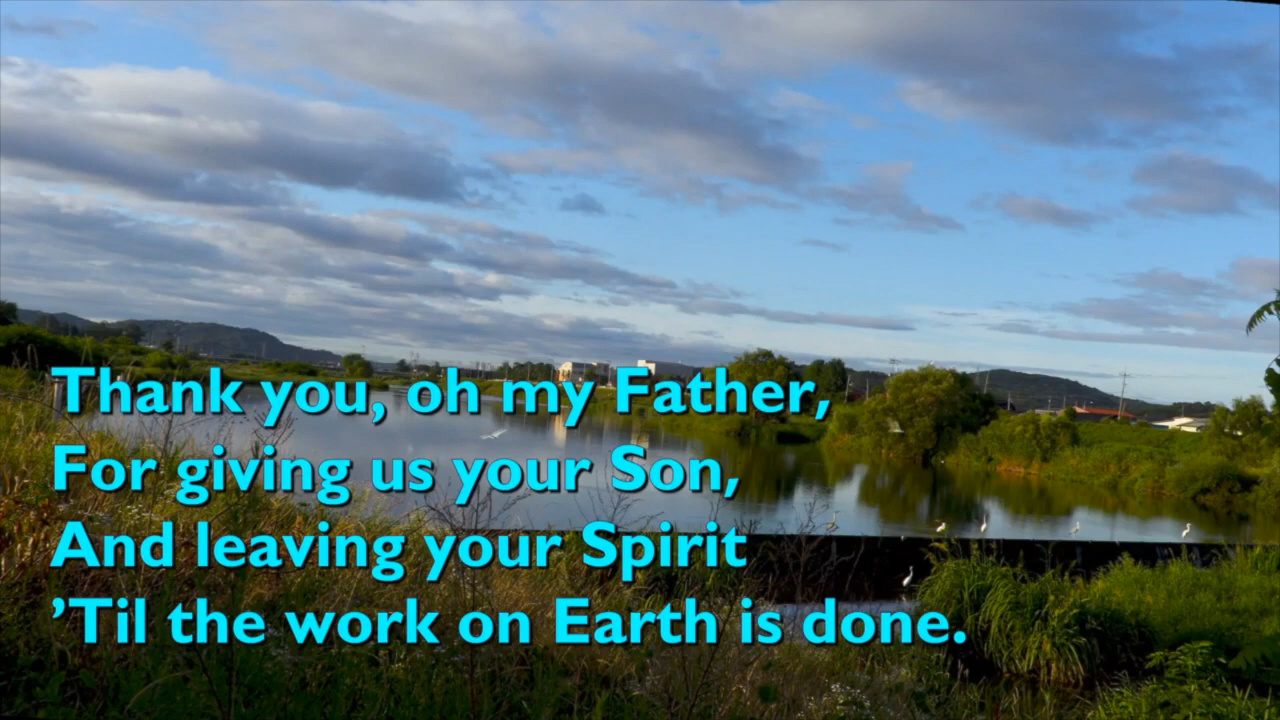 Thank you, oh my Father,
For giving us your Son,
And leaving your Spirit
’Til the work on Earth is done.